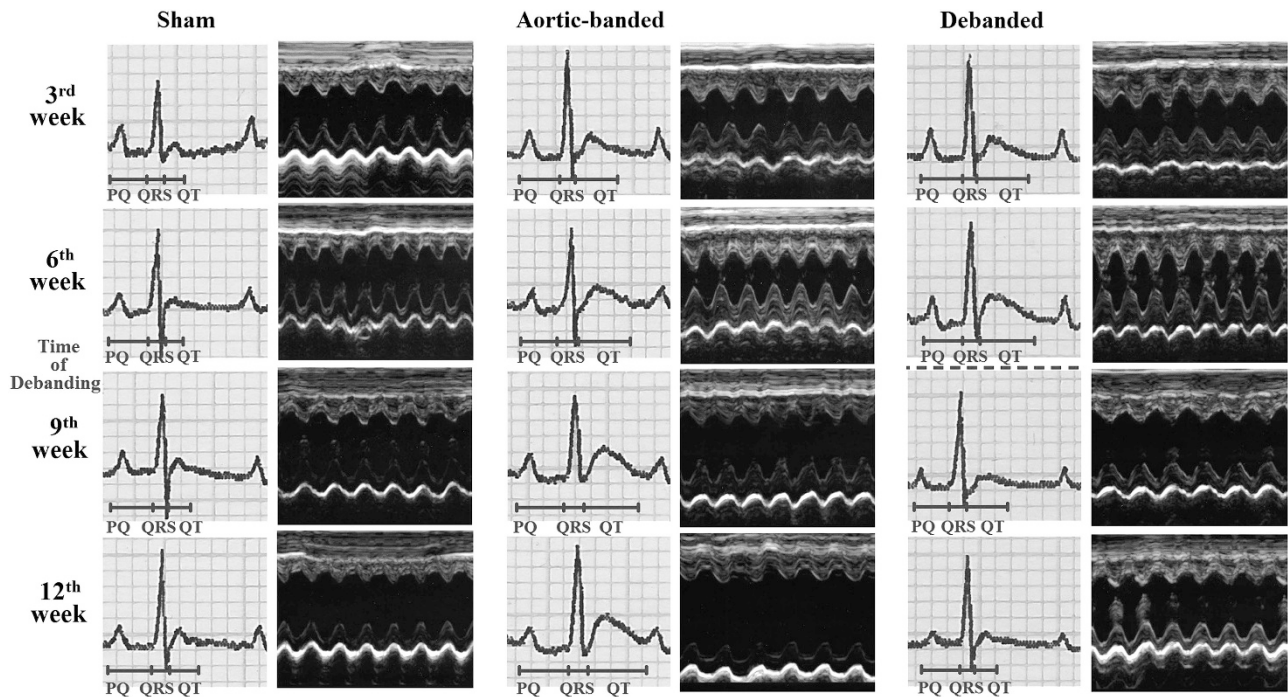 Sham Aortic-banded Debanded
3rd
week
PQ QRS QT PQ QRS QT PQ QRS QT
6th
week
PQ QRS QT PQ QRS QT PQ QRS QT
Time
of
Debanding
9th
week
PQ QRS QT PQ QRS QT PQ QRS QT
12th
week
PQ QRS QT PQ QRS QT PQ QRS QT